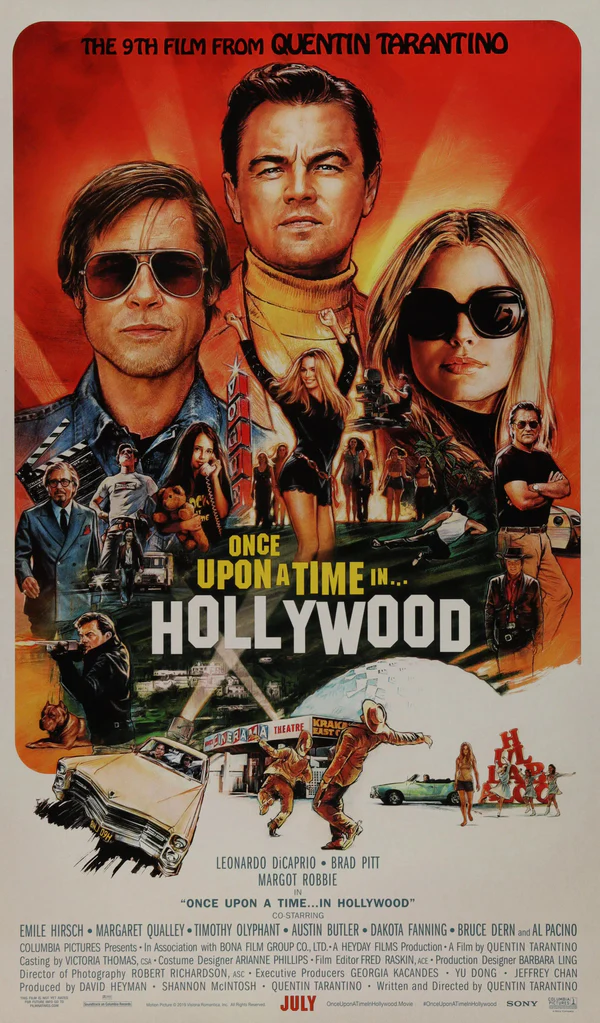 THE 9TH FILM FROM QUENTIN TARANTINO
ONCE
UPON A TIME IN...
HOLLYWOOD
CINERAMA THEATRE
LEONARDO DiCAPRIO • BRAD PITT
MARGOT ROBBIE
IN
"ONCE UPON A TIME...IN HOLLYWOOD"
CO-STARRING
EMILE HIRSCH • MARGARET QUALLEY • TIMOTHY OLYPHANT • AUSTIN BUTLER • DAKOTA FANNING • BRUCE DERN and AL PACINO
COLUMBIA PICTURES Presents • In Association with BONA FILM GROUP CO., LTD. • A HEYDAY FILMS Production • A Film by QUENTIN TARANTINO
Casting by VICTORIA THOMAS, CSA • Costume Designer ARIANNE PHILLIPS • Film Editor FRED RASKIN, ACE • Production Designer BARBARA LING
Director of Photography ROBERT RICHARDSON, ASC • Executive Producers GEORGIA KACANDES • YU DONG • JEFFREY CHAN
Produced by DAVID HEYMAN • SHANNON McINTOSH • QUENTIN TARANTINO • Written and Directed by QUENTIN TARANTINO
JULY
OnceUponATimeInHollywood.Movie
#OnceUponATimeInHollywood
SONY